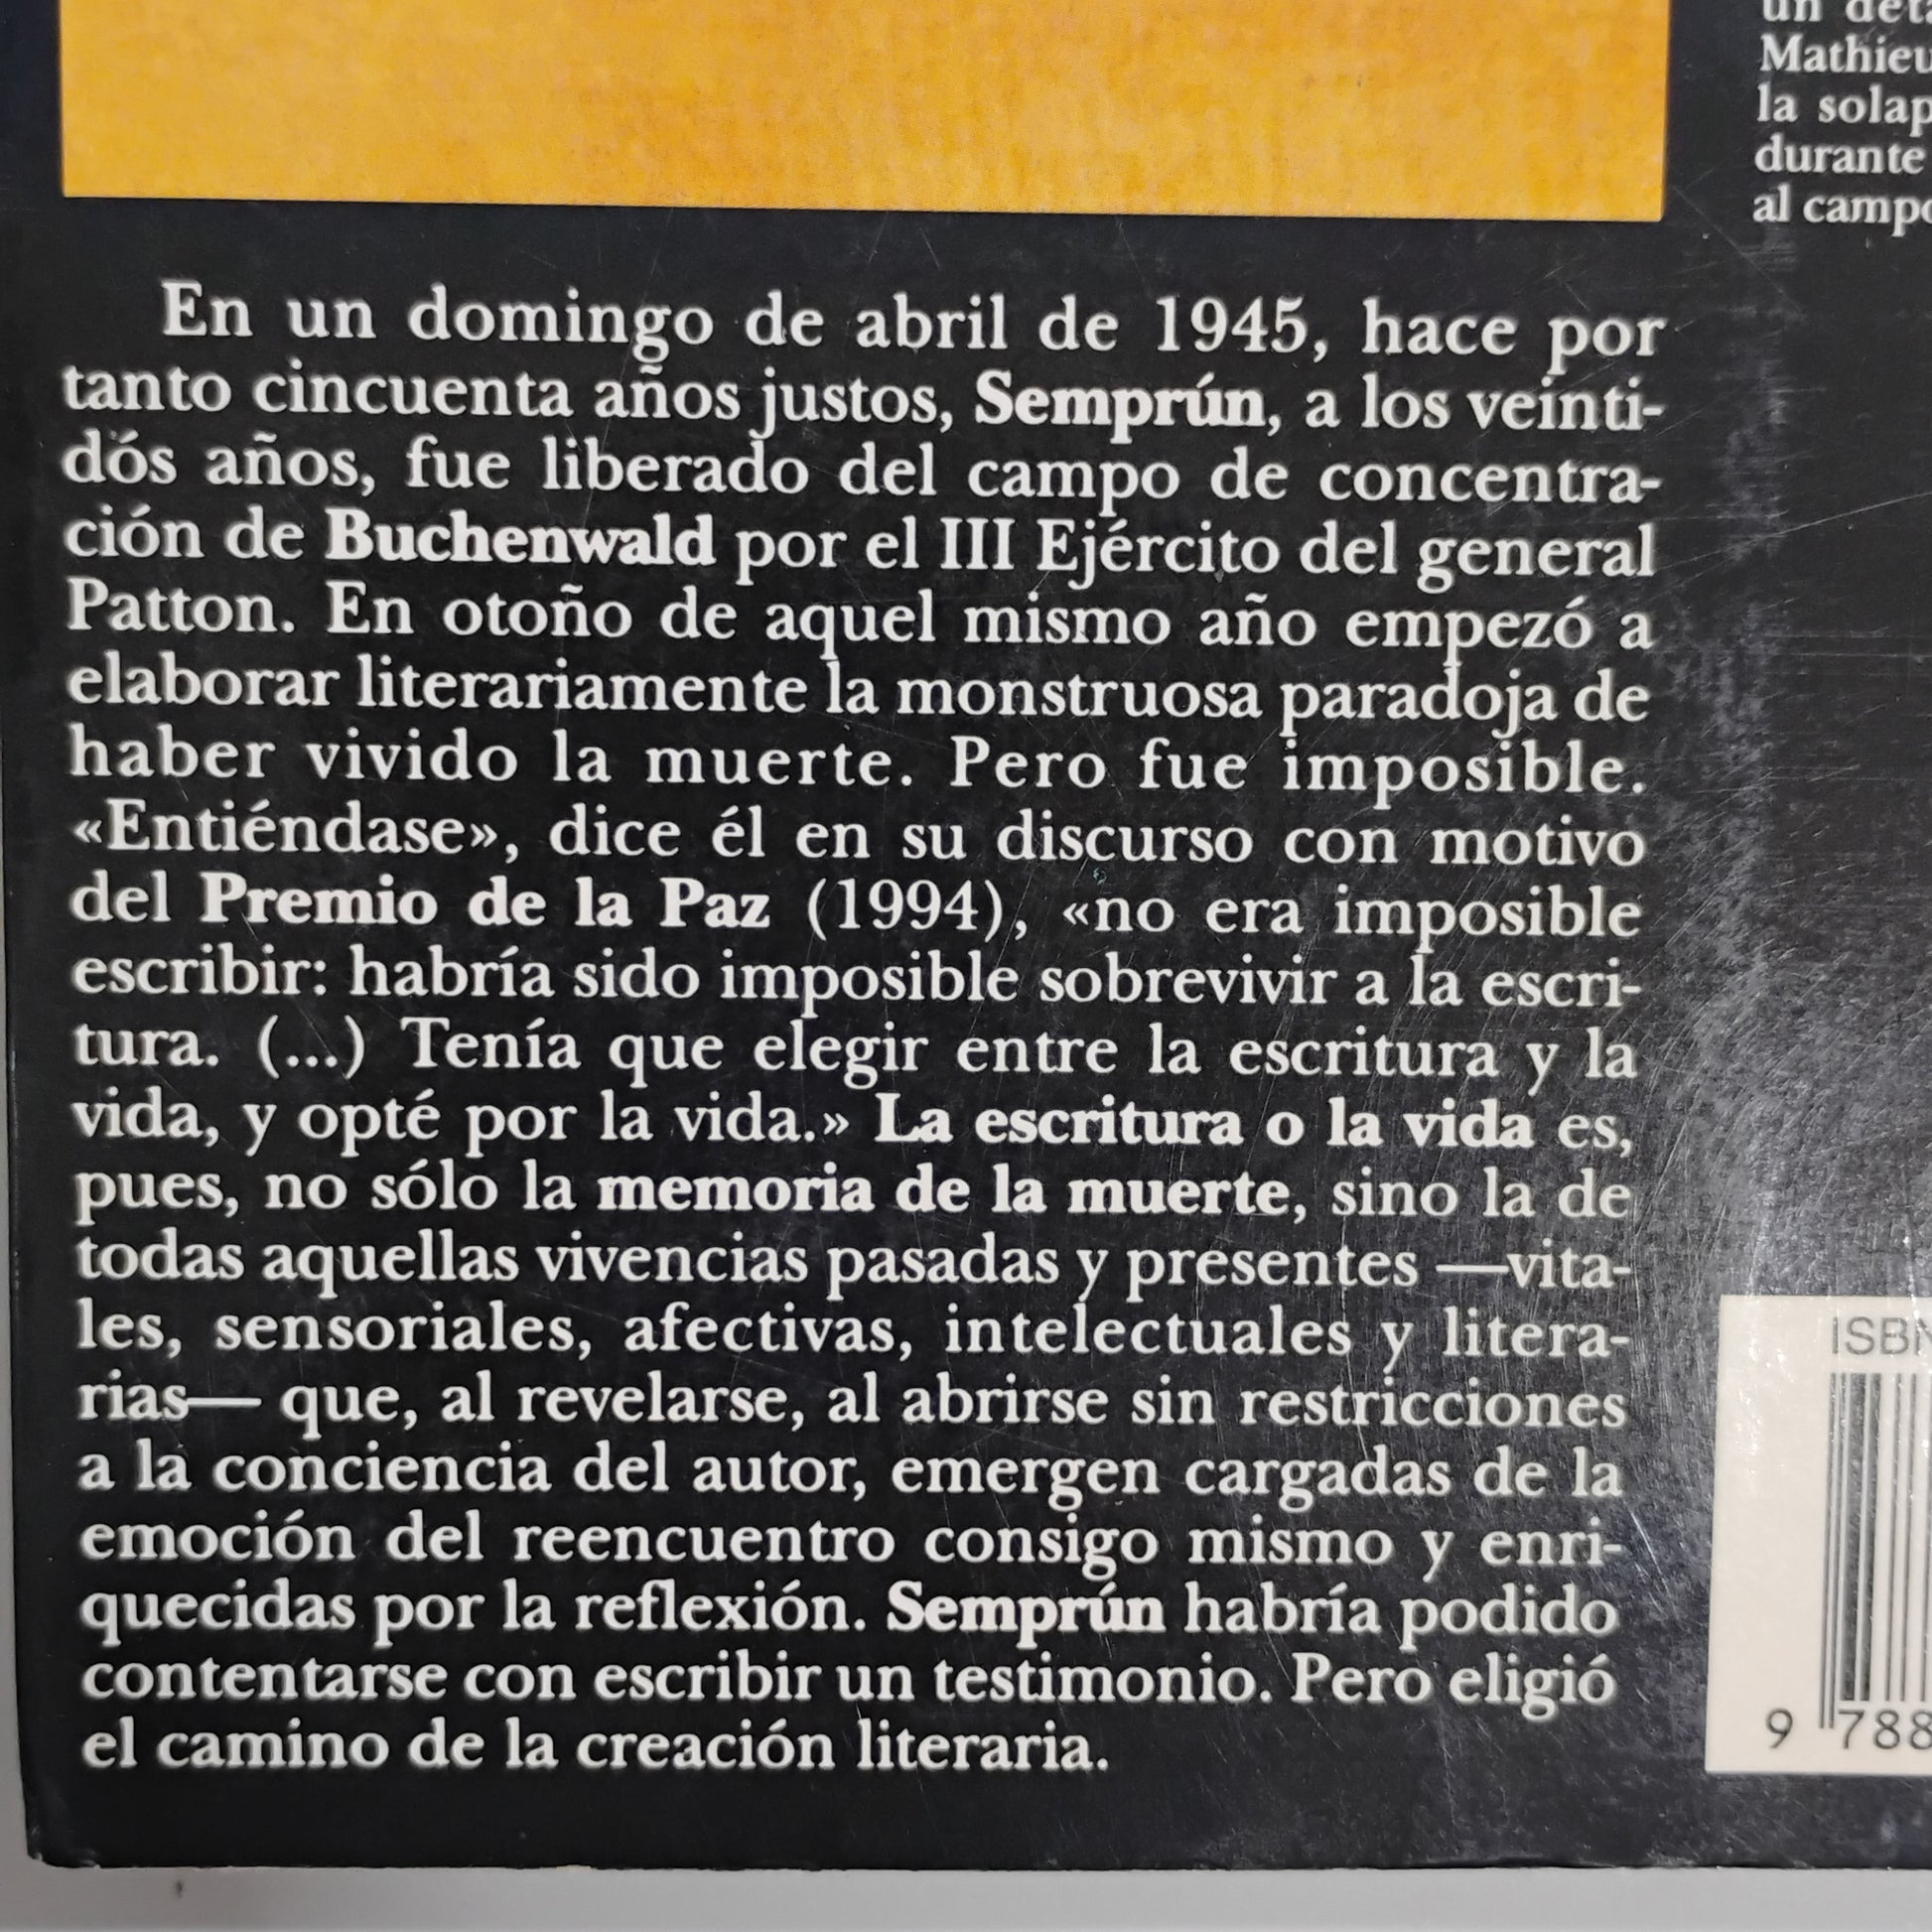 En un domingo de abril de 1945, hace por
tanto cincuenta años justos, Semprún, a los veinti-
dós años, fue liberado del campo de concentra-
ción de Buchenwald por el III Ejército del general
Patton. En otoño de aquel mismo año empezó a
elaborar literariamente la monstruosa paradoja de
haber vivido la muerte. Pero fue imposible.
«Entiéndase», dice él en su discurso con motivo
del Premio de la Paz (1994), «no era imposible
escribir: habría sido imposible sobrevivir a la escri-
tura. (...) Tenía que elegir entre la escritura y la
vida, y opté por la vida.» La escritura o la vida es,
pues, no sólo la memoria de la muerte, sino la de
todas aquellas vivencias pasadas y presentes —vita-
les, sensoriales, afectivas, intelectuales y litera-
rias— que, al revelarse, al abrirse sin restricciones
a la conciencia del autor, emergen cargadas de la
emoción del reencuentro consigo mismo y enri-
quecidas por la reflexión. Semprún habría podido
contentarse con escribir un testimonio. Pero eligió
el camino de la creación literaria.
un
Mathieu
la solap
durante
al campo
ISBN
9 788